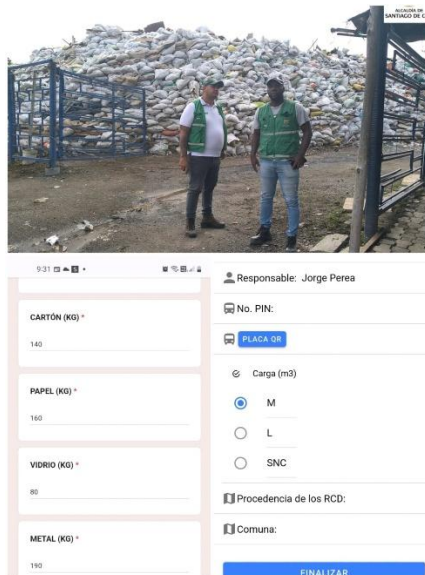 ALCALDÍA DE
SANTIAGO DE C
9:31
CARTÓN (KG) *
140
PAPEL (KG) *
160
VIDRIO (KG) *
80
METAL (KG) *
190
Responsable: Jorge Perea
No. PIN:
PLACA QR
Carga (m3)
M
L
SNC
Procedencia de los RCD:
Comuna:
FINALIZAR